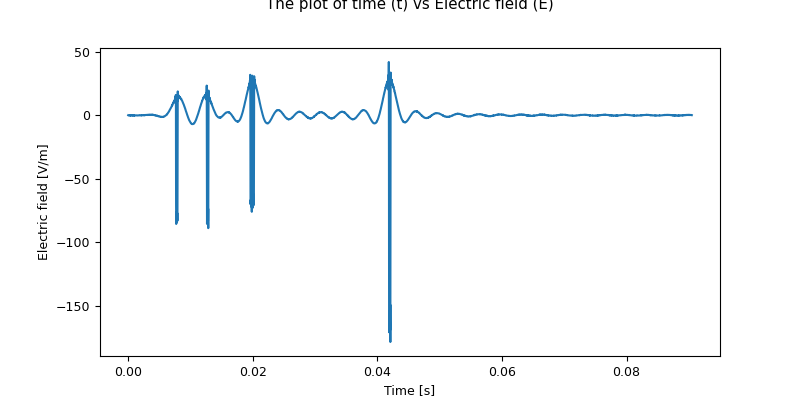 The plot of time (t) vs Electric field (E)
50
0
−50
−100
−150
Electric field [V/m]
0.00 0.02 0.04 0.06 0.08
Time [s]